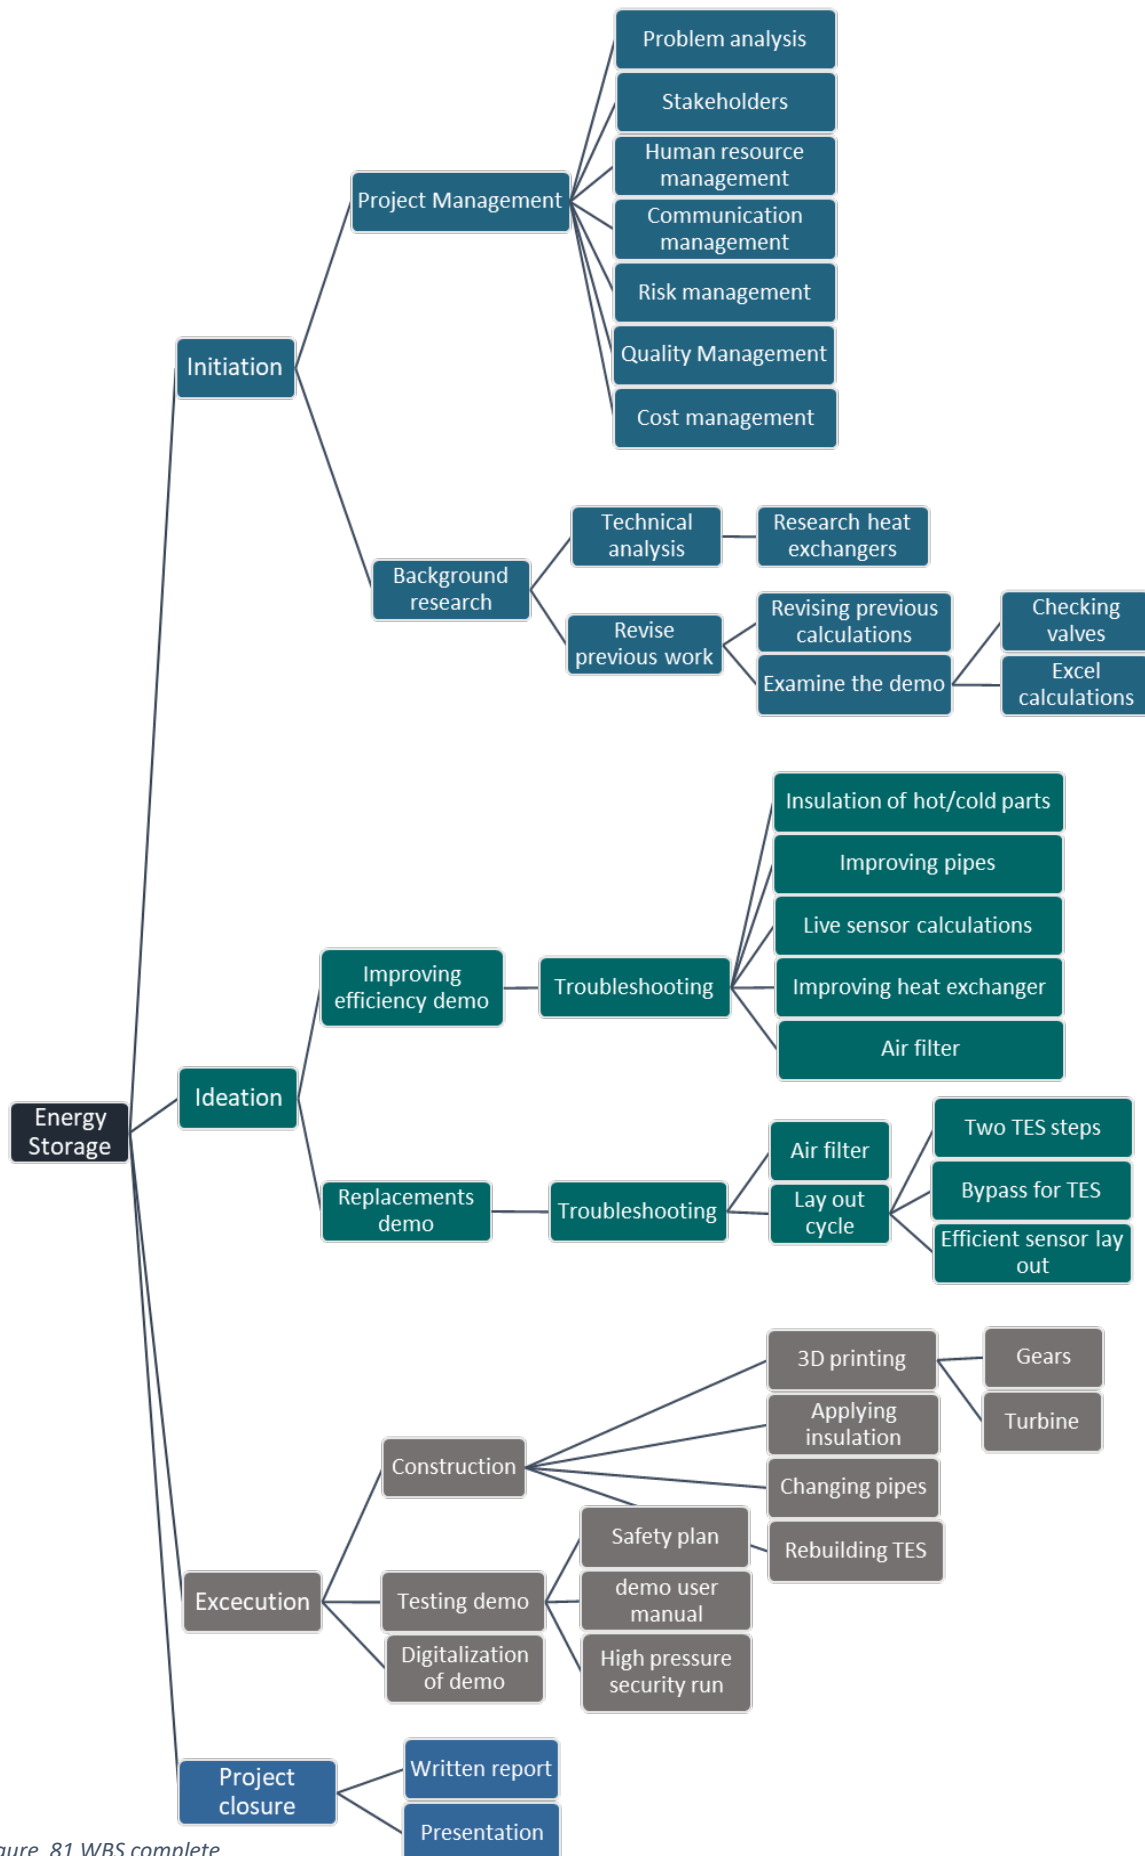 Problem analysis
Stakeholders
Human resource
management
Project Management
Communication
management
Risk management
Quality Management
Cost management
Initiation
Technical
analysis
Research heat
exchangers
Background
research
Revise
previous work
Revising previous
calculations
Examine the demo
Checking
valves
Excel
calculations
Insulation of hot/cold parts
Improving pipes
Live sensor calculations
Improving
efficiency demo
Troubleshooting
Improving heat exchanger
Air filter
Ideation
Energy
Storage
Replacements
demo
Troubleshooting
Air filter
Lay out
cycle
Two TES steps
Bypass for TES
Efficient sensor lay
out
3D printing
Gears
Turbine
Applying
insulation
Construction
Changing pipes
Rebuilding TES
Excecution
Testing demo
Safety plan
demo user
manual
High pressure
security run
Digitalization
of demo
Project
closure
Written report
Presentation
81 WBS complete